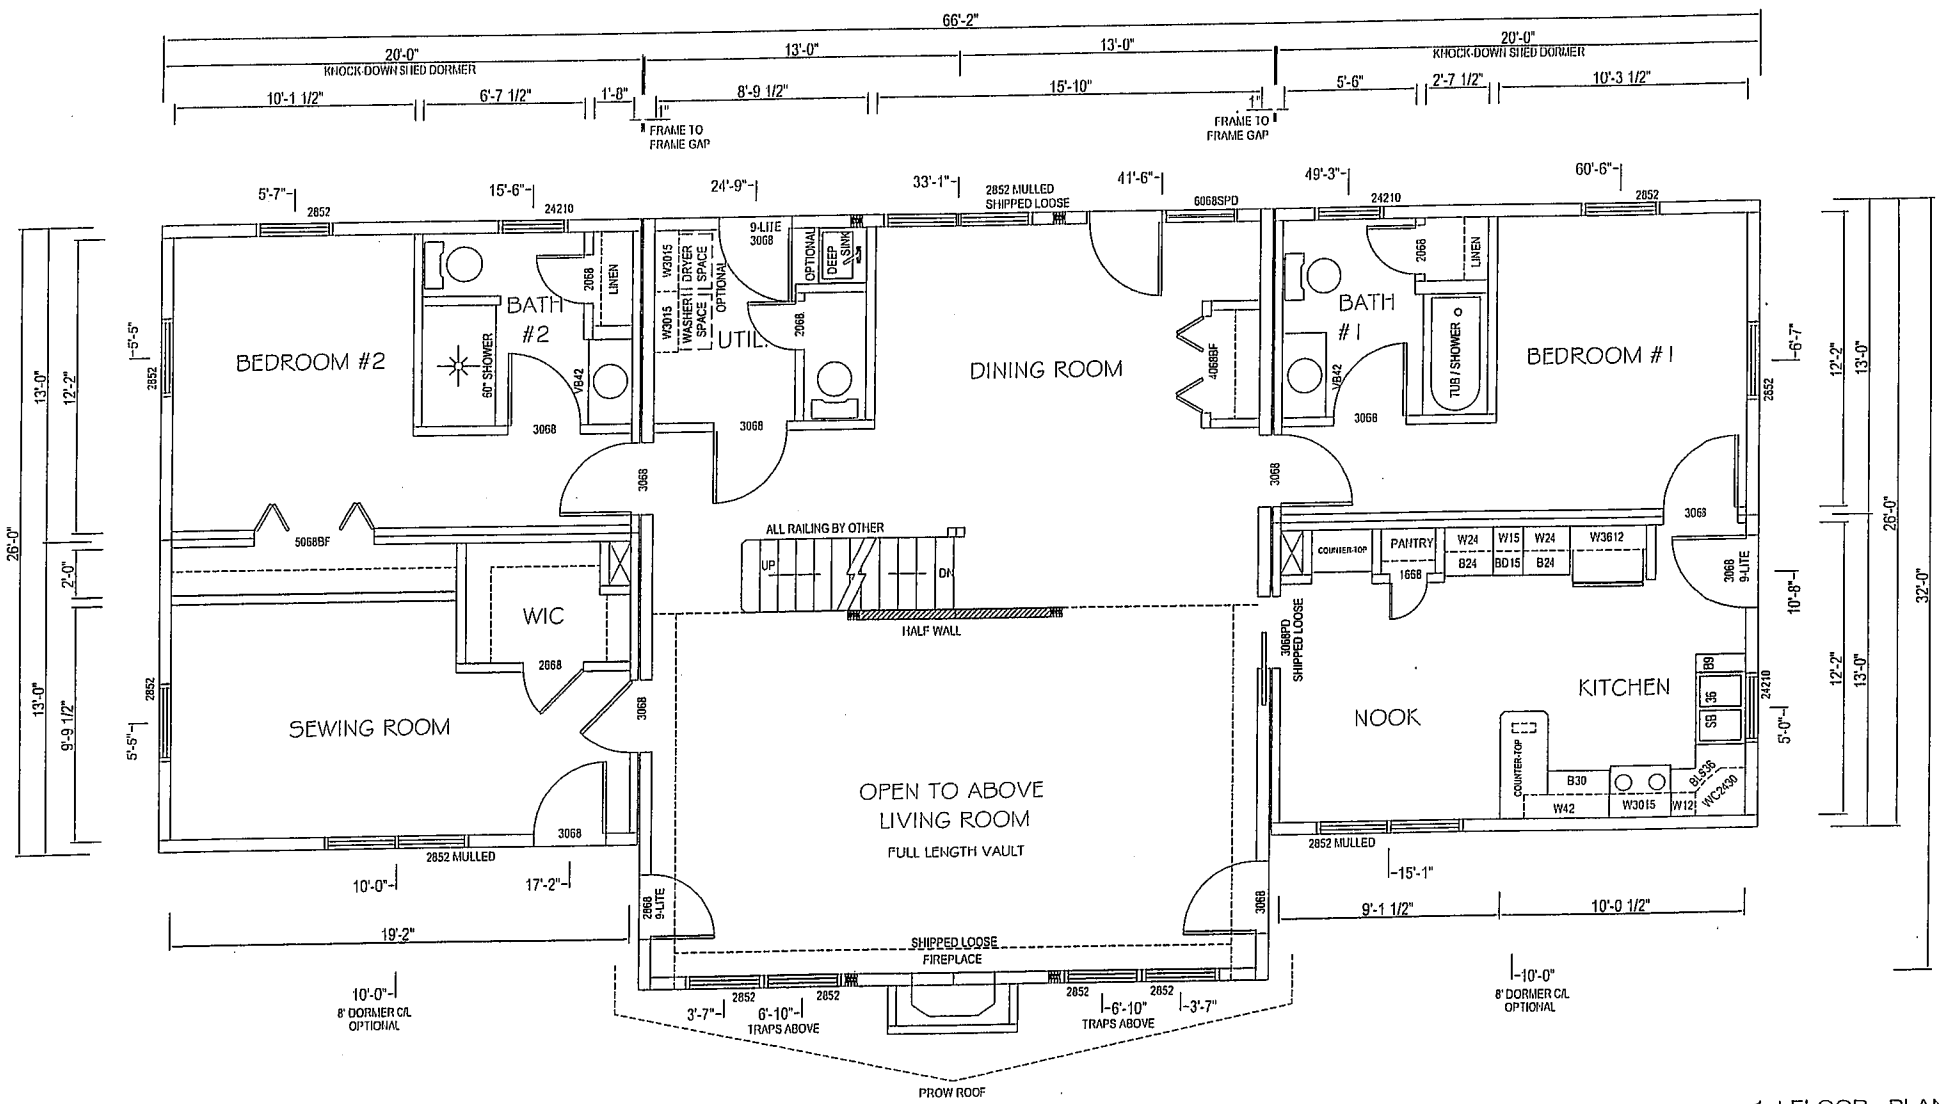 66'-2"
20'-0"
KNOCK-DOWN SHED DORMER
13'-0"
13'-0"
20'-0"
KNOCK-DOWN SHED DORMER
10'-1 1/2"
6'-7 1/2"
1'-8"
1"
8'-9 1/2"
15'-10"
1"
5'-6"
2'-7 1/2"
10'-3 1/2"
FRAME TO
FRAME GAP
FRAME TO
FRAME GAP
5'-7"
15'-6"
24'-9"
33'-1"
2852 MULLED
SHIPPED LOOSE
41'-6"
49'-3"
60'-6"
2852
24210
9-LITE
3068
6068SPD
24210
2852
W3015
DRYER
SPACE
OPTIONAL
W3015
WASHER
SPACE
OPTIONAL
DEEP
SINK
2068
LINEN
2068
LINEN
2068
BATH
#2
UTIL.
BATH
#1
BEDROOM #2
60" SHOWER
VB42
DINING ROOM
4068BF
VB42
TUB / SHOWER
BEDROOM #1
5'-5"
2852
6'-7"
2852
26'-0"
13'-0"
12'-2"
12'-2"
13'-0"
26'-0"
32'-0"
3068
3068
3068
3068
3068
3068
5068BF
ALL RAILING BY OTHER
UP
DN
COUNTER-TOP
PANTRY
1668
W24
W15
W24
W3612
B24
BD15
B24
3068
9-LITE
10'-8"
2'-0"
WIC
2668
HALF WALL
3068PD
SHIPPED LOOSE
13'-0"
9'-9 1/2"
5'-5"
2852
SEWING ROOM
3068
NOOK
KITCHEN
B9
36
SB
24210
5'-0"
12'-2"
13'-0"
OPEN TO ABOVE
LIVING ROOM
FULL LENGTH VAULT
COUNTER-TOP
B30
W42
W3015
W12
BLS36
WC2430
3068
2852 MULLED
2852 MULLED
10'-0"
17'-2"
15'-1"
2868
9-LITE
3068
19'-2"
9'-1 1/2"
10'-0 1/2"
SHIPPED LOOSE
FIREPLACE
10'-0"
8' DORMER C/L
OPTIONAL
2852
2852
2852
2852
3'-7"
6'-10"
TRAPS ABOVE
6'-10"
3'-7"
TRAPS ABOVE
10'-0"
8' DORMER C/L
OPTIONAL
PROW ROOF